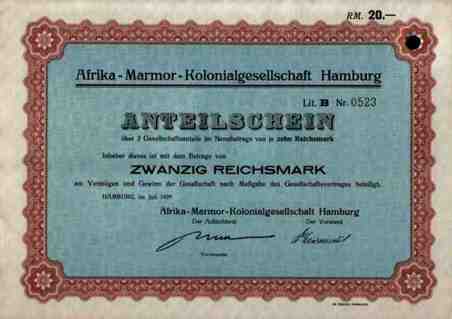 RM. 20.—
Afrika-Marmor-Kolonialgesellschaft Hamburg
Lit. B Nr. 0523
ANTEILSCHEIN
über 2 Gesellschaftsanteile im Nennbetrage von je zehn Reichsmark
Inhaber dieses ist mit dem Betrage von
ZWANZIG REICHSMARK
am Vermögen und Gewinn der Gesellschaft nach Maßgabe des Gesellschaftsvertrages beteiligt.
HAMBURG, im Juli
Afrika-Marmor-Kolonialgesellschaft Hamburg
Der Aufsichtsrat Der Vorstand
Vorsitzender